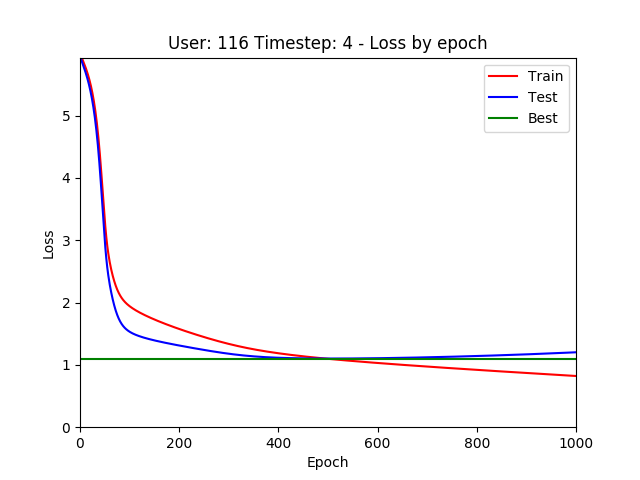 User: 116 Timestep: 4 - Loss by epoch
Train
Test
Best
Loss
5
4
3
2
1
0
0 200 400 600 800 1000
Epoch